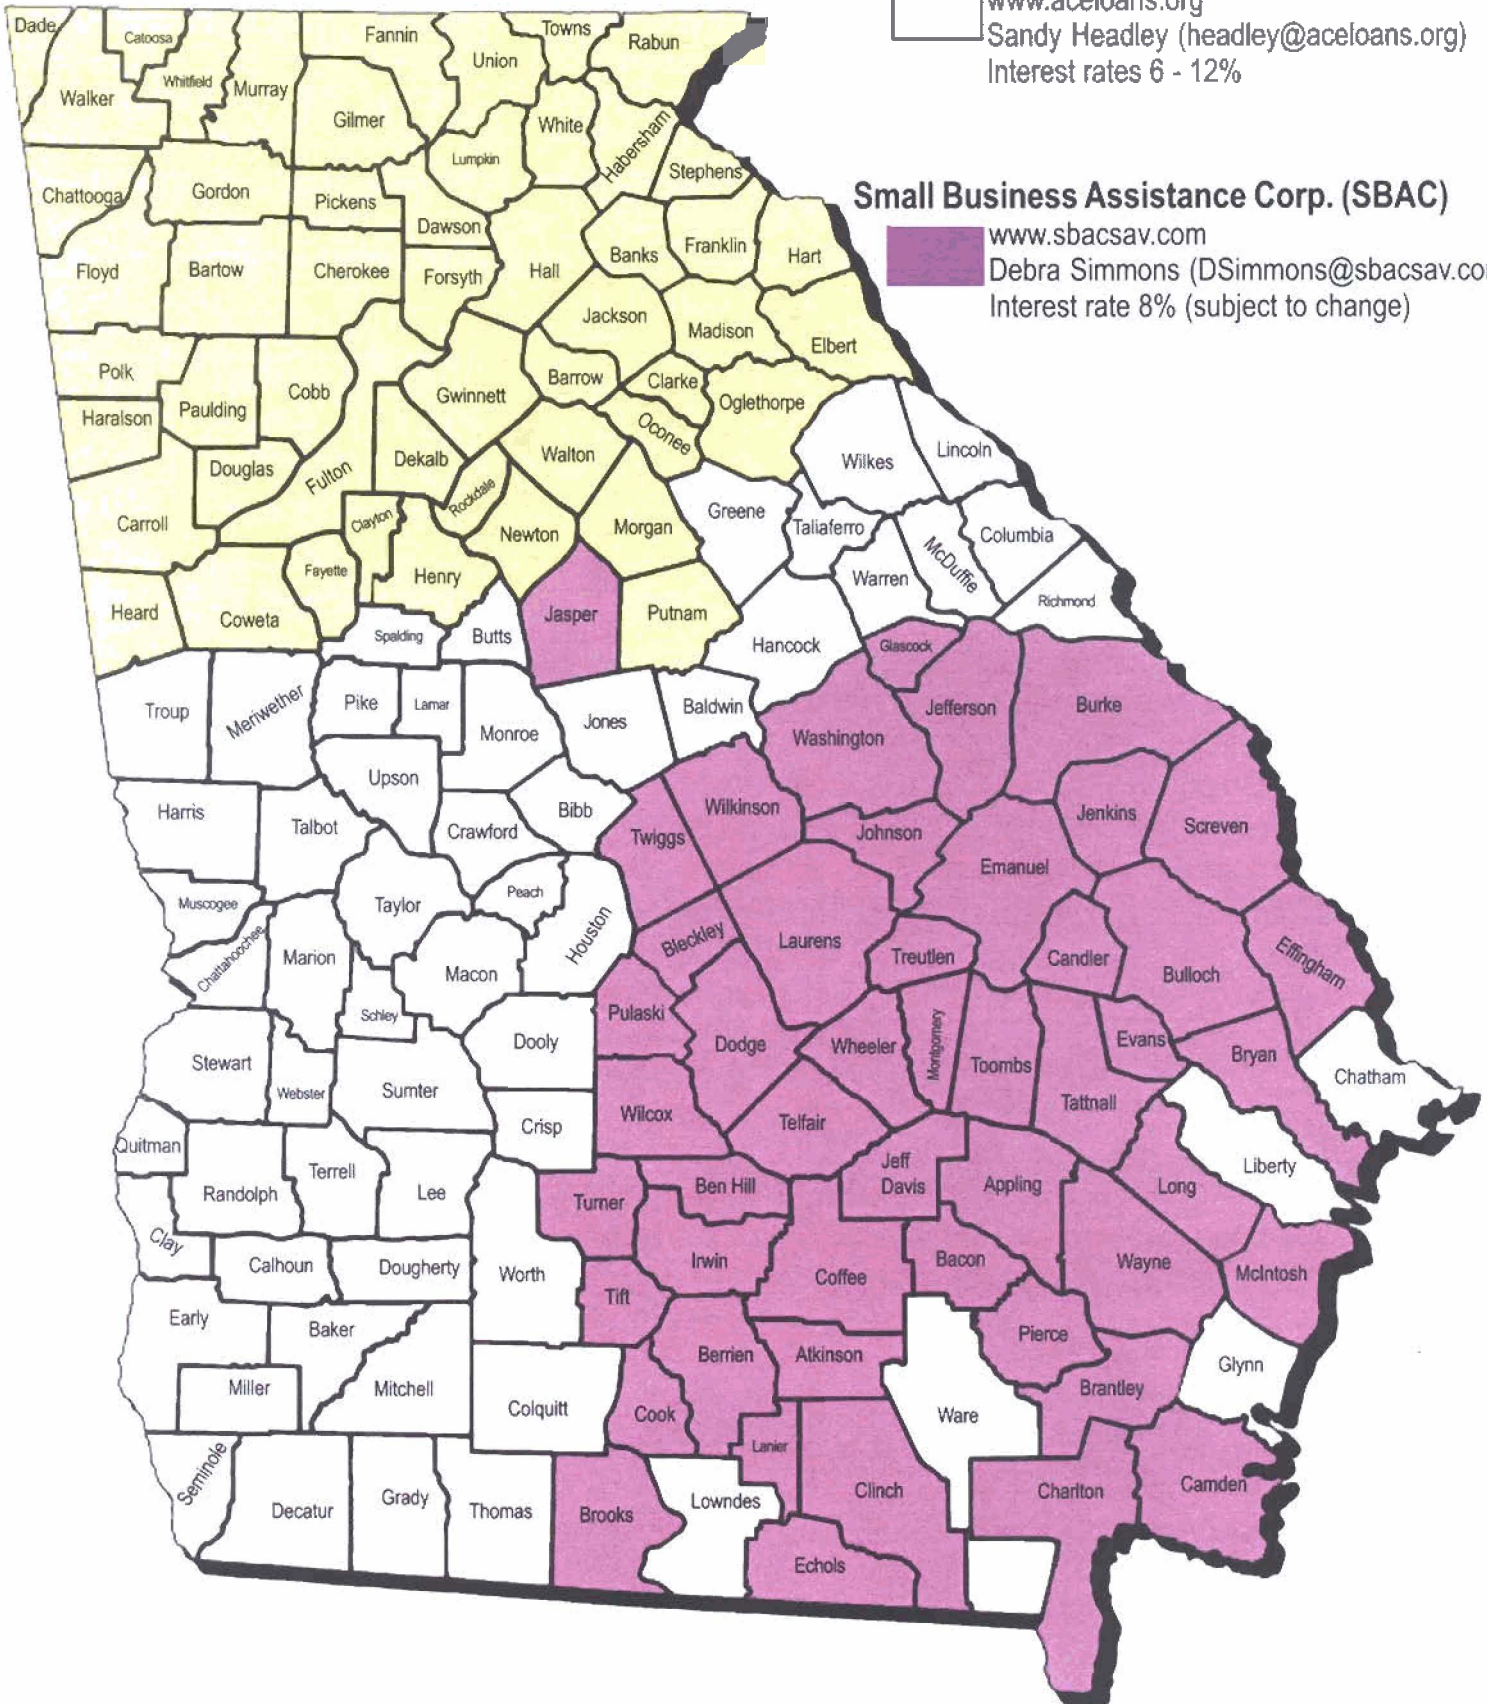 www.aceloans.org
Sandy Headley (headley@aceloans.org)
Interest rates 6 - 12%
Small Business Assistance Corp. (SBAC)
www.sbacsav.com
Debra Simmons (DSimmons@sbacsav.co
Interest rate 8% (subject to change)
Dade
Catoosa
Fannin
Towns
Rabun
Union
Walker
Whitfield
Murray
Gilmer
White
Habersham
Lumpkin
Stephens
Chattooga
Gordon
Pickens
Dawson
Banks
Franklin
Hart
Floyd
Bartow
Cherokee
Forsyth
Hall
Jackson
Madison
Elbert
Polk
Cobb
Gwinnett
Barrow
Clarke
Oglethorpe
Haralson
Paulding
Oconee
Douglas
Fulton
Dekalb
Walton
Wilkes
Lincoln
Rockdale
Carroll
Clayton
Newton
Morgan
Greene
Taliaferro
McDuffie
Columbia
Fayette
Henry
Warren
Richmond
Heard
Coweta
Spalding
Butts
Jasper
Putnam
Hancock
Glascock
Troup
Meriwether
Pike
Lamar
Monroe
Jones
Baldwin
Washington
Jefferson
Burke
Upson
Harris
Talbot
Crawford
Bibb
Twiggs
Wilkinson
Johnson
Jenkins
Screven
Emanuel
Muscogee
Taylor
Peach
Houston
Bleckley
Laurens
Treutlen
Candler
Bulloch
Effingham
Chattahoochee
Marion
Macon
Schley
Dooly
Pulaski
Dodge
Wheeler
Montgomery
Toombs
Evans
Bryan
Chatham
Stewart
Webster
Sumter
Crisp
Wilcox
Telfair
Tattnall
Quitman
Randolph
Terrell
Lee
Turner
Ben Hill
Jeff
Davis
Appling
Long
Liberty
Clay
Calhoun
Dougherty
Worth
Irwin
Coffee
Bacon
Wayne
McIntosh
Tift
Early
Baker
Berrien
Atkinson
Pierce
Glynn
Miller
Mitchell
Colquitt
Cook
Ware
Brantley
Lanier
Seminole
Decatur
Grady
Thomas
Brooks
Lowndes
Clinch
Charlton
Camden
Echols